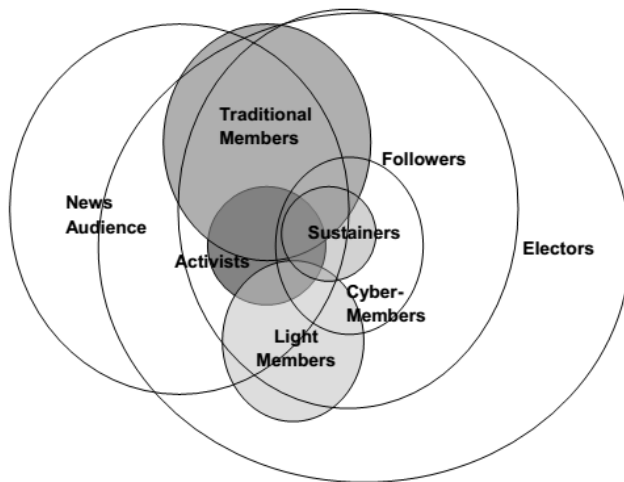 Traditional
Members
Followers
News
Audience
Sustainers
Activists
Electors
Cyber-
Members
Light
Members